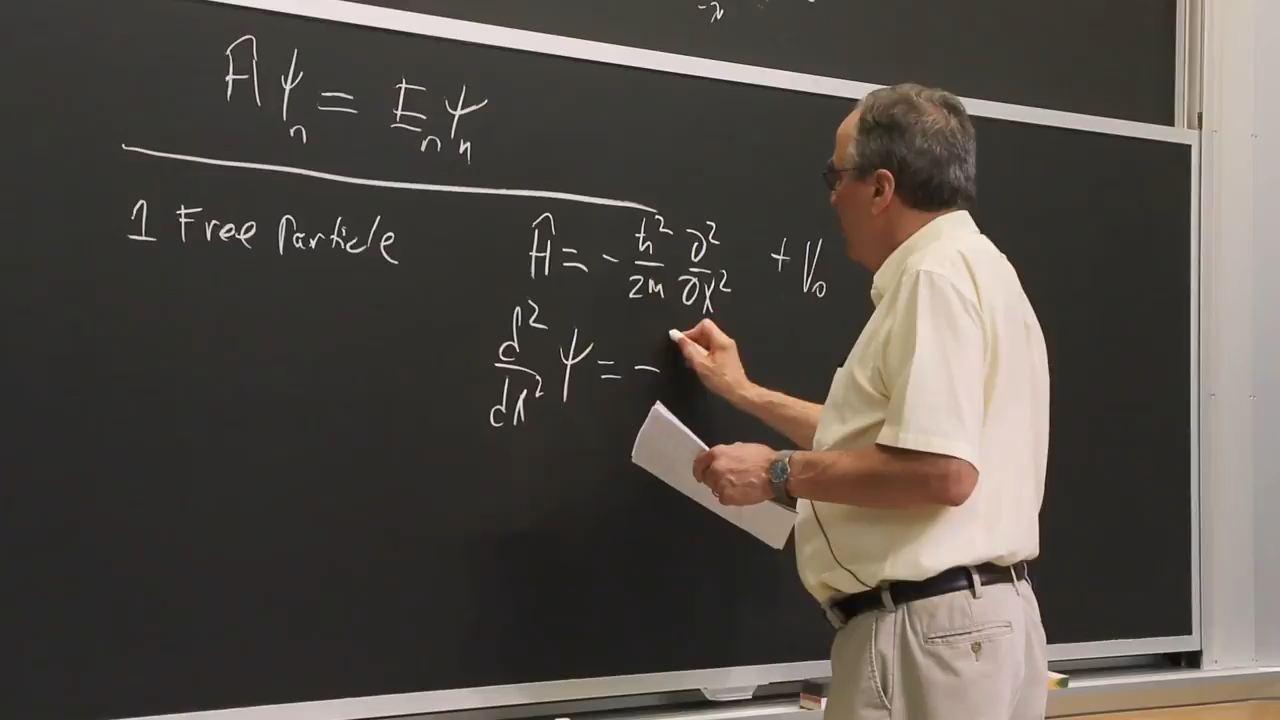 -x
Ĥψₙ = Eₙψₙ
1 Free Particle
Ĥ = - ħ²/2m ∂²/∂x² + V₀
d²/dx² ψ = -